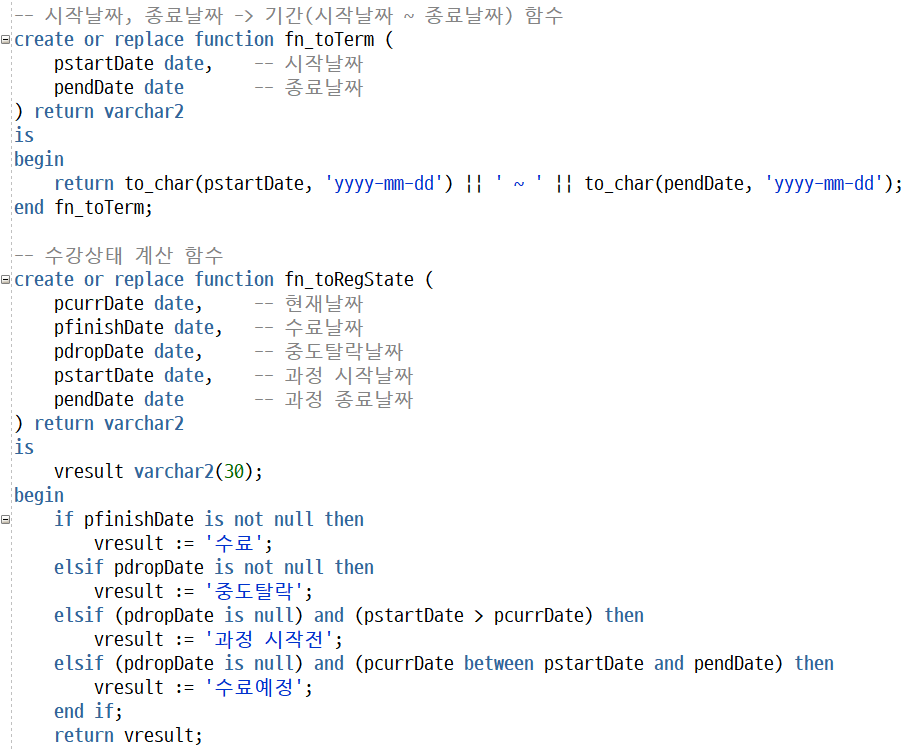 -- 시작날짜, 종료날짜 -> 기간(시작날짜 ~ 종료날짜) 함수
create or replace function fn_toTerm (
    pstartDate date,    -- 시작날짜
    pendDate date       -- 종료날짜
) return varchar2
is
begin
    return to_char(pstartDate, 'yyyy-mm-dd') || ' ~ ' || to_char(pendDate, 'yyyy-mm-dd');
end fn_toTerm;

-- 수강상태 계산 함수
create or replace function fn_toRegState (
    pcurrDate date,     -- 현재날짜
    pfinishDate date,   -- 수료날짜
    pdropDate date,     -- 중도탈락날짜
    pstartDate date,    -- 과정 시작날짜
    pendDate date       -- 과정 종료날짜
) return varchar2
is
    vresult varchar2(30);
begin
    if pfinishDate is not null then
        vresult := '수료';
    elsif pdropDate is not null then
        vresult := '중도탈락';
    elsif (pdropDate is null) and (pstartDate > pcurrDate) then
        vresult := '과정 시작전';
    elsif (pdropDate is null) and (pcurrDate between pstartDate and pendDate) then
        vresult := '수료예정';
    end if;
    return vresult;